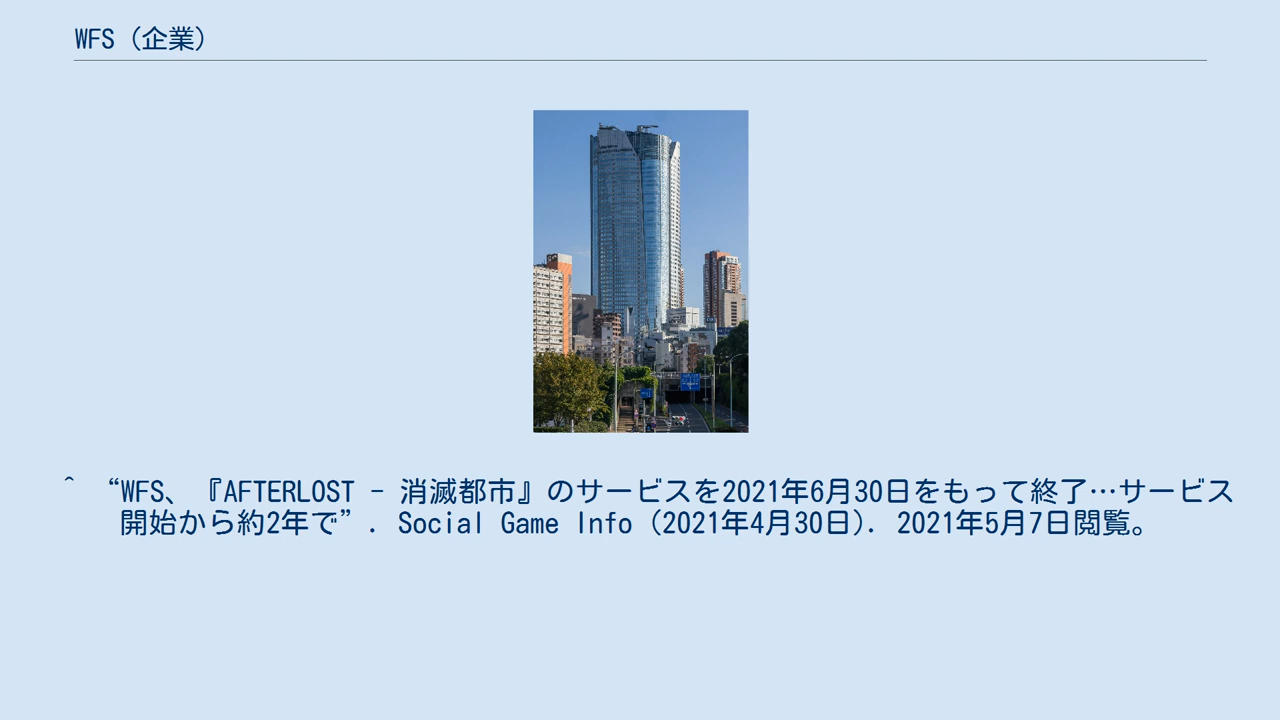 WFS（企業）
^ “WFS、『AFTERLOST - 消滅都市』のサービスを2021年6月30日をもって終了…サービス
開始から約2年で”. Social Game Info（2021年4月30日）. 2021年5月7日閲覧。